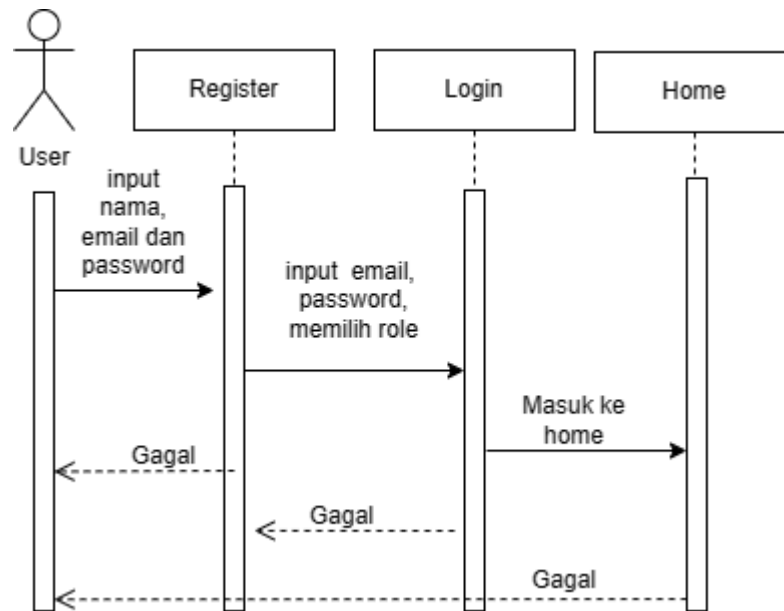 Register
Login
Home
User
input
nama,
email dan
password
input email,
password,
memilih role
Masuk ke
home
Gagal
Gagal
Gagal